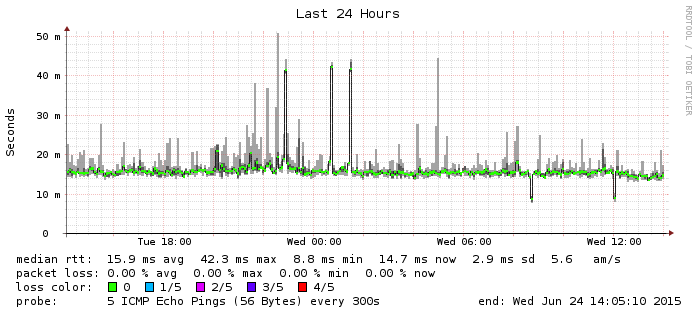 Last 24 Hours
RRDTOOL / TOBI OETIKER
50 m
40 m
30 m
20 m
10 m
0
Seconds
Tue 18:00 Wed 00:00 Wed 06:00 Wed 12:00
median rtt: 15.9 ms avg 42.3 ms max 8.8 ms min 14.7 ms now 2.9 ms sd 5.6 am/s
packet loss: 0.00 % avg 0.00 % max 0.00 % min 0.00 % now
loss color: 0 1/5 2/5 3/5 4/5
probe: 5 ICMP Echo Pings (56 Bytes) every 300s end: Wed Jun 24 14:05:10 2015